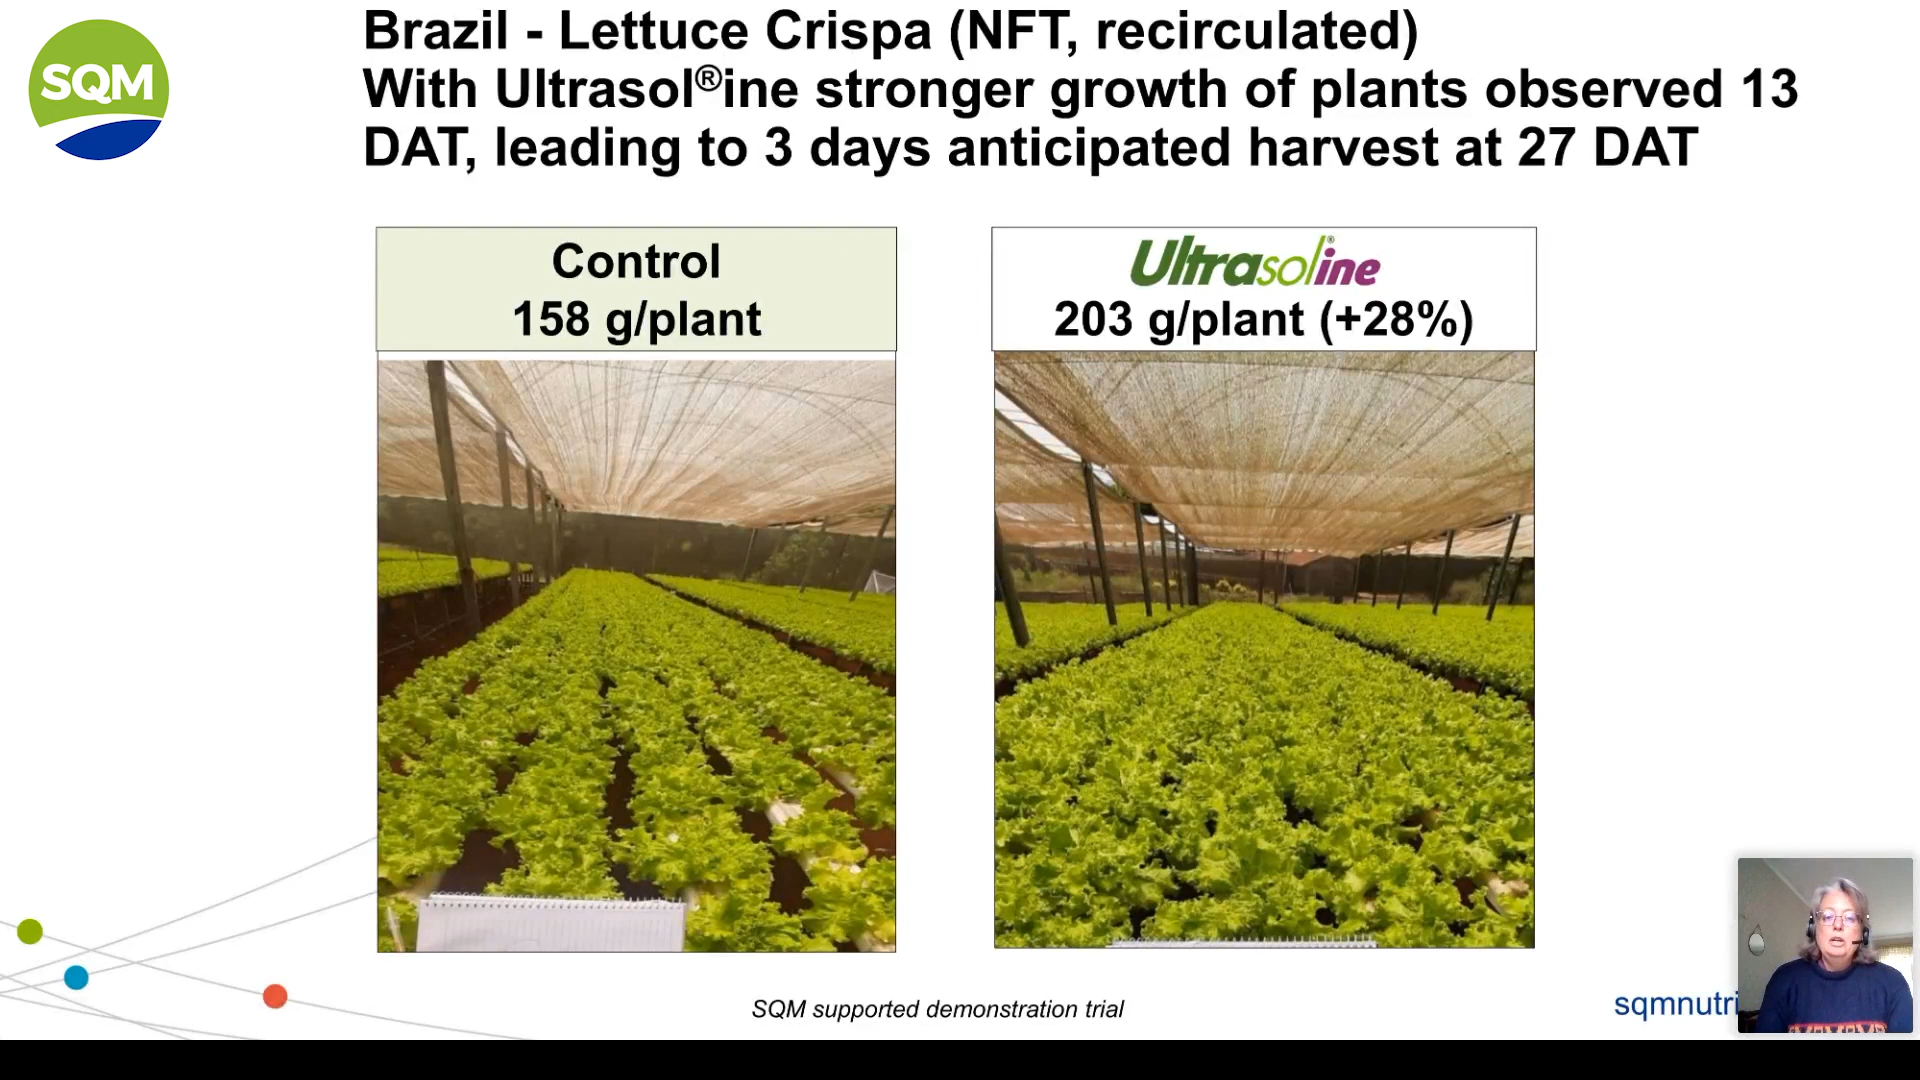 SQM
Brazil - Lettuce Crispa (NFT, recirculated)
With Ultrasol®ine stronger growth of plants observed 13
DAT, leading to 3 days anticipated harvest at 27 DAT
Control
158 g/plant
Ultrasoline®
203 g/plant (+28%)
SQM supported demonstration trial
sqmnutri